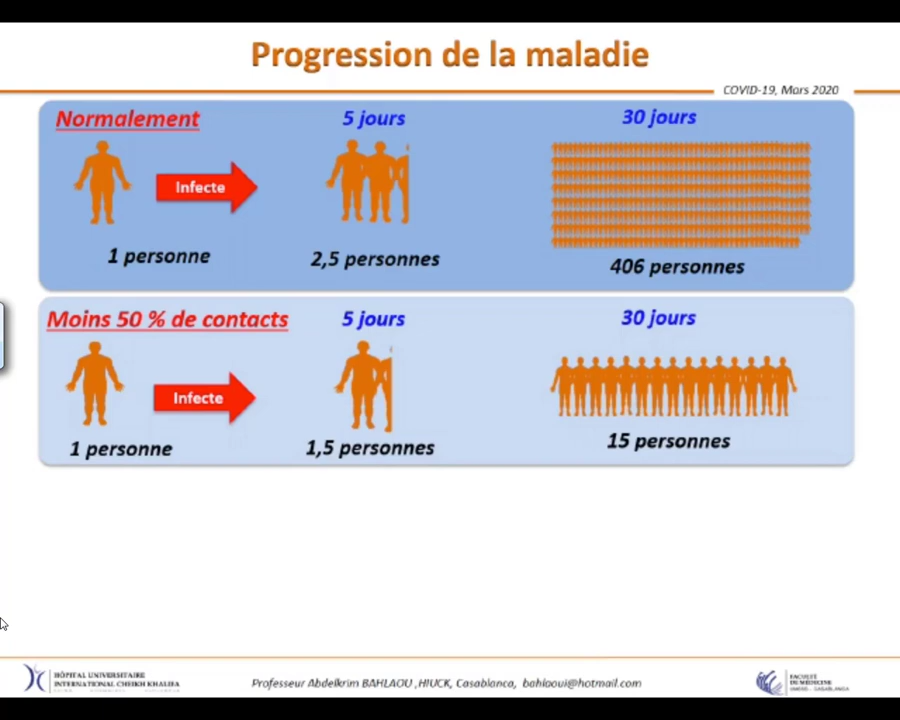 Progression de la maladie
COVID-19, Mars 2020
Normalement
5 jours
30 jours
Infecte
1 personne
2,5 personnes
406 personnes
Moins 50 % de contacts
5 jours
30 jours
Infecte
1 personne
1,5 personnes
15 personnes
HÔPITAL UNIVERSITAIRE
INTERNATIONAL CHEIKH KHALIFA
Professeur Abdelkrim BAHLAOU ,HIUCK, Casablanca, bahlaoui@hotmail.com
FACULTÉ
DE MÉDECINE
CASABLANCA